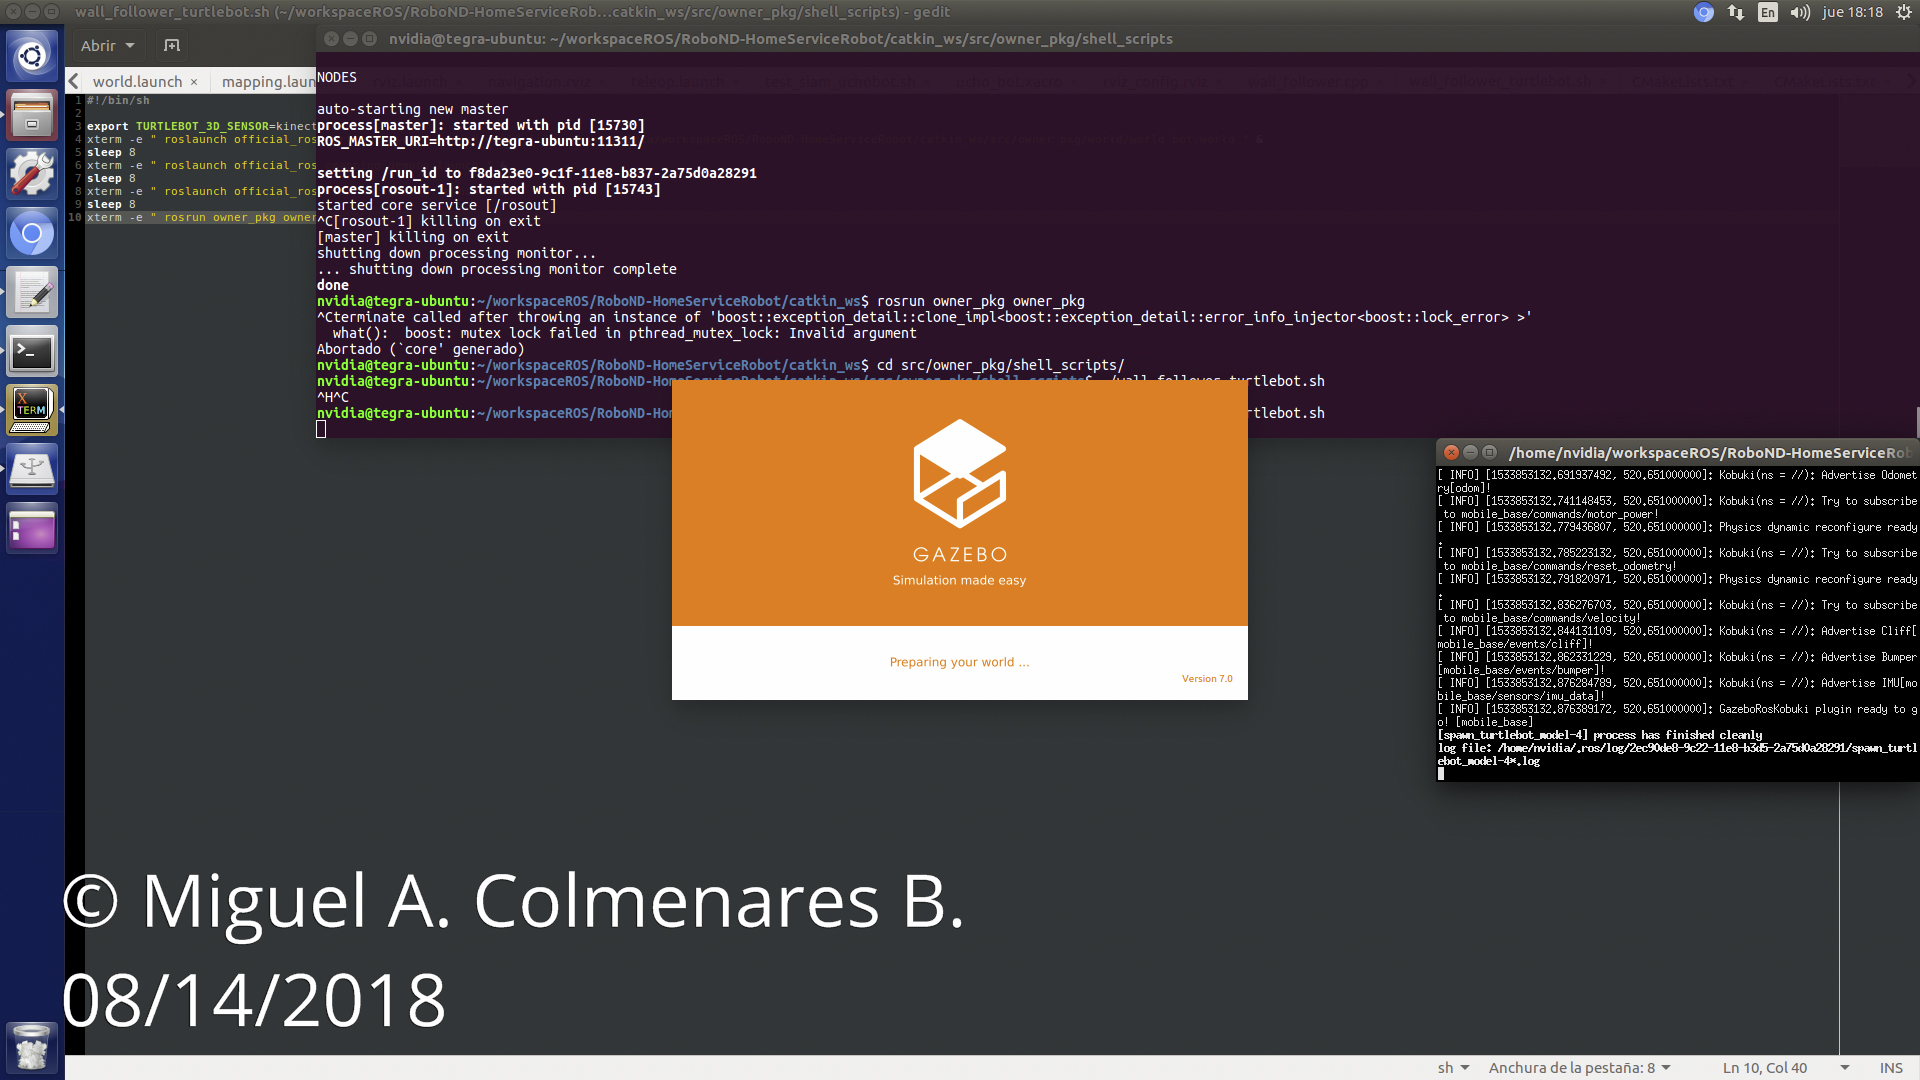 wall_follower_turtlebot.sh (~/workspaceROS/RoboND-HomeServiceRob...catkin_ws/src/owner_pkg/shell_scripts) - gedit
En
jue 18:18
Abrir
nvidia@tegra-ubuntu: ~/workspaceROS/RoboND-HomeServiceRobot/catkin_ws/src/owner_pkg/shell_scripts
world.launch ×
mapping.laun
1 #!/bin/sh
2
3 export TURTLEBOT_3D_SENSOR=kinect
4 xterm -e " roslaunch official_ros
5 sleep 8
6 xterm -e " roslaunch official_ros
7 sleep 8
8 xterm -e " roslaunch official_ros
9 sleep 8
10 xterm -e " rosrun owner_pkg owner
NODES
auto-starting new master
process[master]: started with pid [15730]
ROS_MASTER_URI=http://tegra-ubuntu:11311/
setting /run_id to f8da23e0-9c1f-11e8-b837-2a75d0a28291
process[rosout-1]: started with pid [15743]
started core service [/rosout]
^C[rosout-1] killing on exit
[master] killing on exit
shutting down processing monitor...
... shutting down processing monitor complete
done
nvidia@tegra-ubuntu:~/workspaceROS/RoboND-HomeServiceRobot/catkin_ws$ rosrun owner_pkg owner_pkg
^Cterminate called after throwing an instance of 'boost::exception_detail::clone_impl<boost::exception_detail::error_info_injector<boost::lock_error> >'
what():  boost: mutex lock failed in pthread_mutex_lock: Invalid argument
Abortado (`core' generado)
nvidia@tegra-ubuntu:~/workspaceROS/RoboND-HomeServiceRobot/catkin_ws$ cd src/owner_pkg/shell_scripts/
nvidia@tegra-ubuntu:~/workspaceROS/RoboND-HomeServiceRobot/catkin_ws/src/owner_pkg/shell_scripts$ ./wall_follower_turtlebot.sh
^H^C
nvidia@tegra-ubuntu:~/workspaceROS/RoboND-Hom
tlebot.sh
GAZEBO
Simulation made easy
Preparing your world ...
Version 7.0
/home/nvidia/workspaceROS/RoboND-HomeServiceRob
[ INFO] [1533853132.691937492, 520.651000000]: Kobuki(ns = //): Advertise Odomet
ry[odom]!
[ INFO] [1533853132.741148453, 520.651000000]: Kobuki(ns = //): Try to subscribe
to mobile_base/commands/motor_power!
[ INFO] [1533853132.779436807, 520.651000000]: Physics dynamic reconfigure ready
.
[ INFO] [1533853132.785223132, 520.651000000]: Kobuki(ns = //): Try to subscribe
to mobile_base/commands/reset_odometry!
[ INFO] [1533853132.791820971, 520.651000000]: Physics dynamic reconfigure ready
.
[ INFO] [1533853132.836276703, 520.651000000]: Kobuki(ns = //): Try to subscribe
to mobile_base/commands/velocity!
[ INFO] [1533853132.844131109, 520.651000000]: Kobuki(ns = //): Advertise Cliff[
mobile_base/events/cliff]!
[ INFO] [1533853132.862331229, 520.651000000]: Kobuki(ns = //): Advertise Bumper
[mobile_base/events/bumper]!
[ INFO] [1533853132.876284789, 520.651000000]: Kobuki(ns = //): Advertise IMU[mo
bile_base/sensors/imu_data]!
[ INFO] [1533853132.876389172, 520.651000000]: GazeboRosKobuki plugin ready to g
o! [mobile_base]
[spawn_turtlebot_model-4] process has finished cleanly
log file: /home/nvidia/.ros/log/2ec90de8-9c22-11e8-b3d5-2a75d0a28291/spawn_turtl
ebot_model-4*.log
X
TERM
© Miguel A. Colmenares B.
08/14/2018
sh
Anchura de la pestaña: 8
Ln 10, Col 40
INS